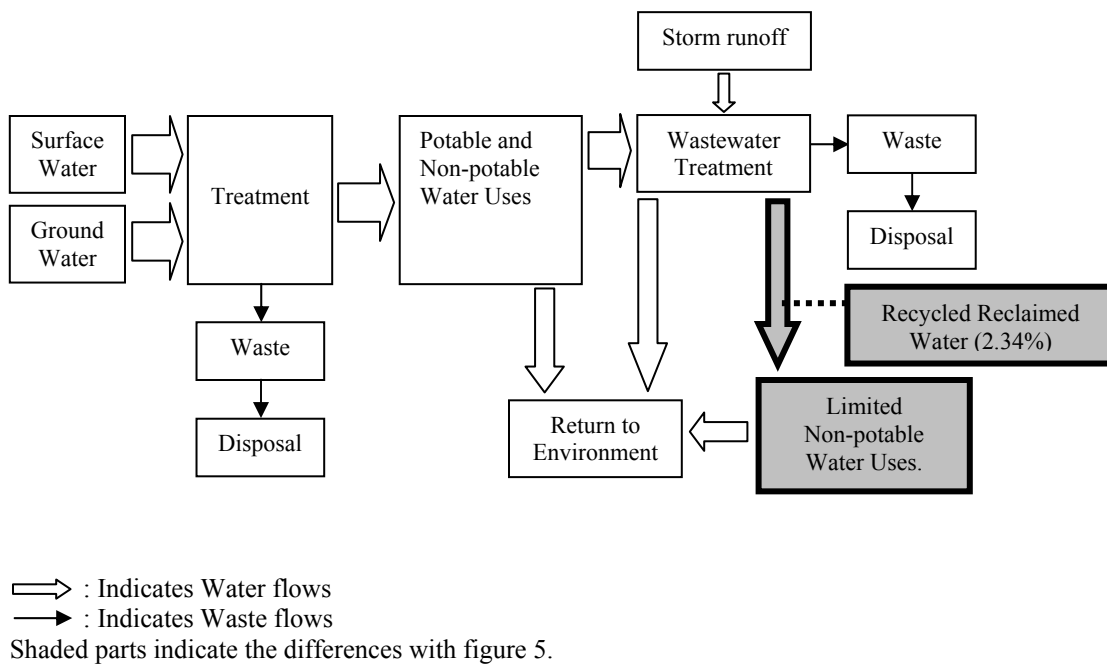 Storm runoff
Surface
Water
Ground
Water
Treatment
Potable and
Non-potable
Water Uses
Wastewater
Treatment
Waste
Disposal
Waste
Disposal
Recycled Reclaimed
Water (2.34%)
Return to
Environment
Limited
Non-potable
Water Uses.
: Indicates Water flows
: Indicates Waste flows
Shaded parts indicate the differences with figure 5.